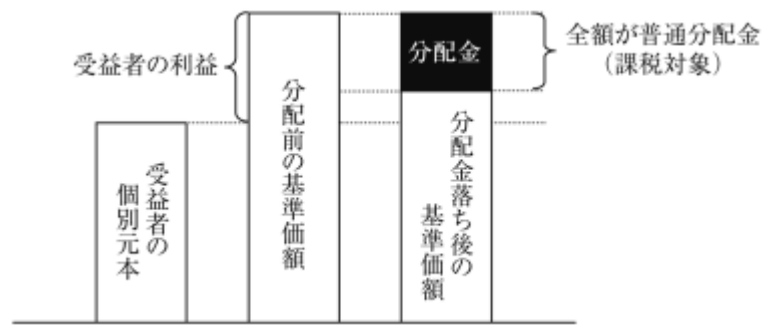 受益者の利益
受益者の
個別元本
分配前の基準価額
分配金
分配金落ち後の
基準価額
全額が普通分配金
(課税対象)